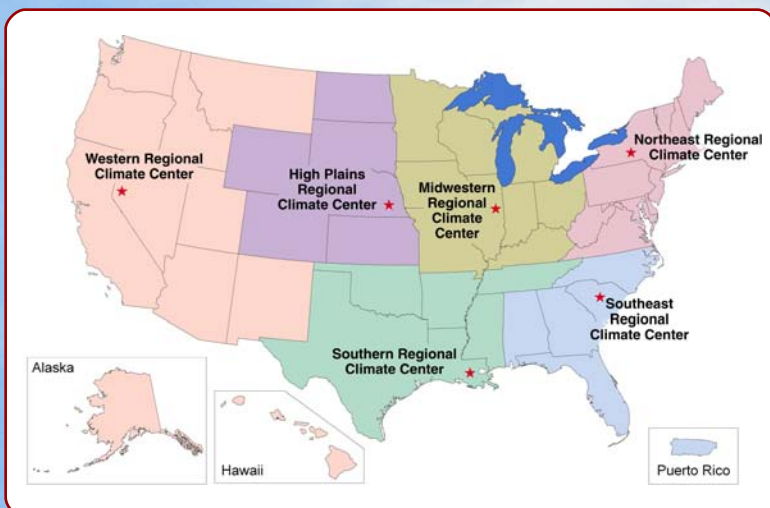 Western Regional
Climate Center
High Plains
Regional
Climate Center
Midwestern
Regional
Climate
Center
Northeast Regional
Climate Center
Southeast
Regional
Climate Center
Southern Regional
Climate Center
Alaska
Hawaii
Puerto Rico